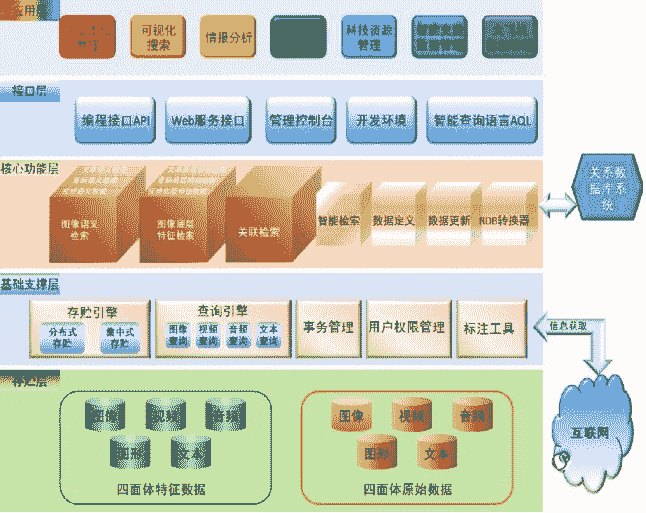 应用层
可视化
搜索
情报分析
科技资源
管理
接口层
编程接口API
Web服务接口
管理控制台
开发环境
智能查询语言AQL
核心功能层
图像语义
检索
图像底层
特征检索
关联检索
智能检索
数据定义
数据更新
RDB转换器
关系数
据库系
统
基础支撑层
存贮引擎
分布式
存贮
集中式
存贮
查询引擎
图像
查询
视频
查询
音频
查询
文本
查询
事务管理
用户权限管理
标注工具
信息获取
存贮层
图像
视频
音频
图形
文本
四面体特征数据
图像
视频
音频
图形
文本
四面体原始数据
互联网